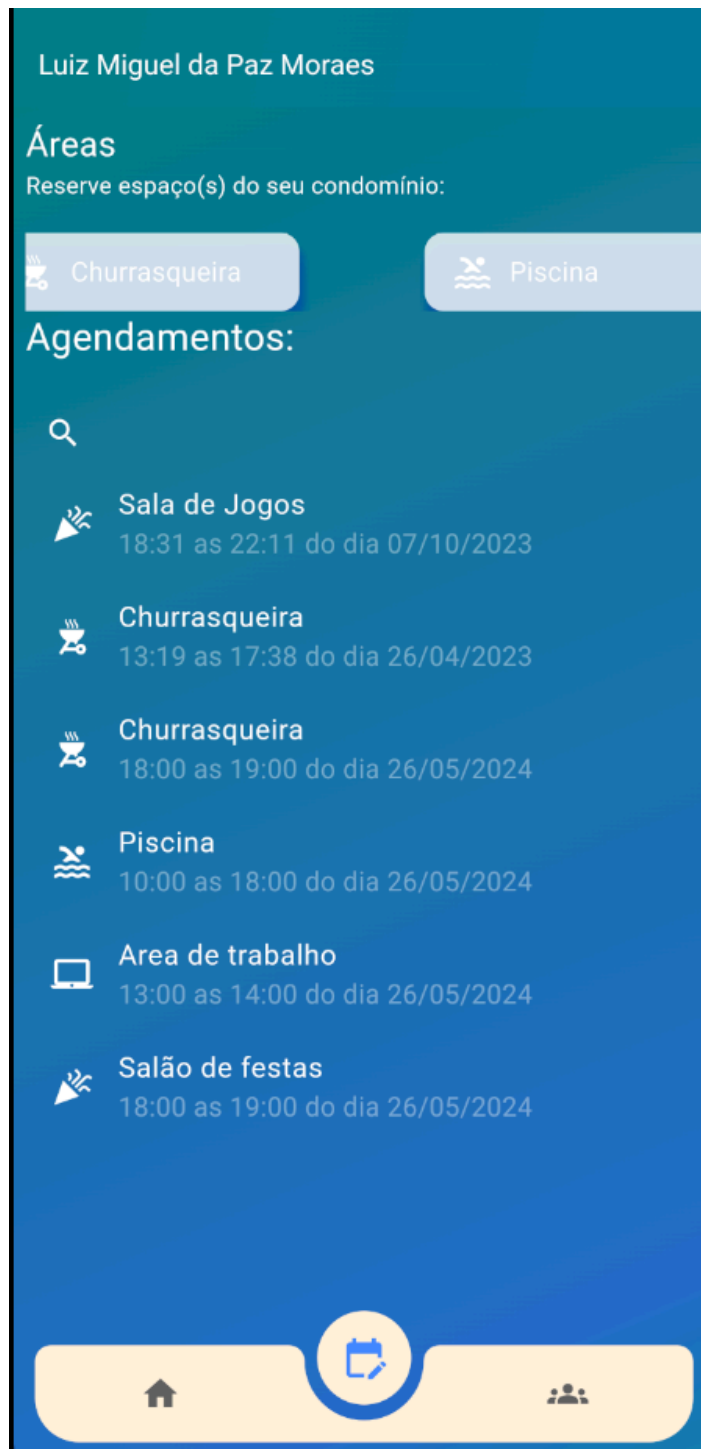 Luiz Miguel da Paz Moraes
Áreas
Reserve espaço(s) do seu condomínio:
Churrasqueira
Piscina
Agendamentos:
Sala de Jogos
18:31 as 22:11 do dia 07/10/2023
Churrasqueira
13:19 as 17:38 do dia 26/04/2023
Churrasqueira
18:00 as 19:00 do dia 26/05/2024
Piscina
10:00 as 18:00 do dia 26/05/2024
Area de trabalho
13:00 as 14:00 do dia 26/05/2024
Salão de festas
18:00 as 19:00 do dia 26/05/2024